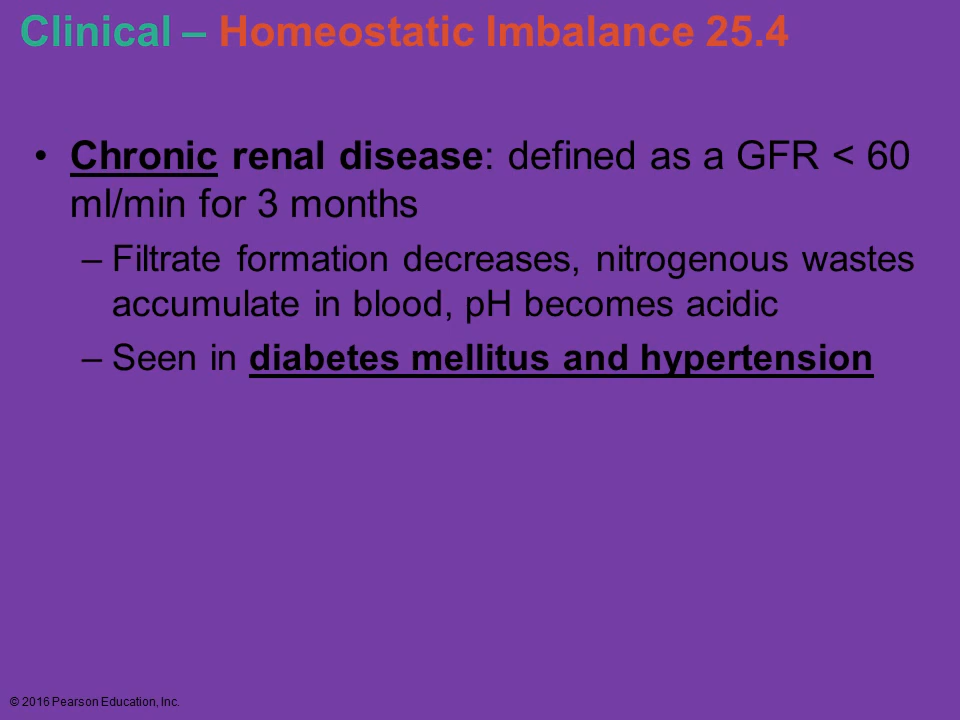 Clinical – Homeostatic Imbalance 25.4
• Chronic renal disease: defined as a GFR < 60
ml/min for 3 months
– Filtrate formation decreases, nitrogenous wastes
accumulate in blood, pH becomes acidic
– Seen in diabetes mellitus and hypertension
© 2016 Pearson Education, Inc.